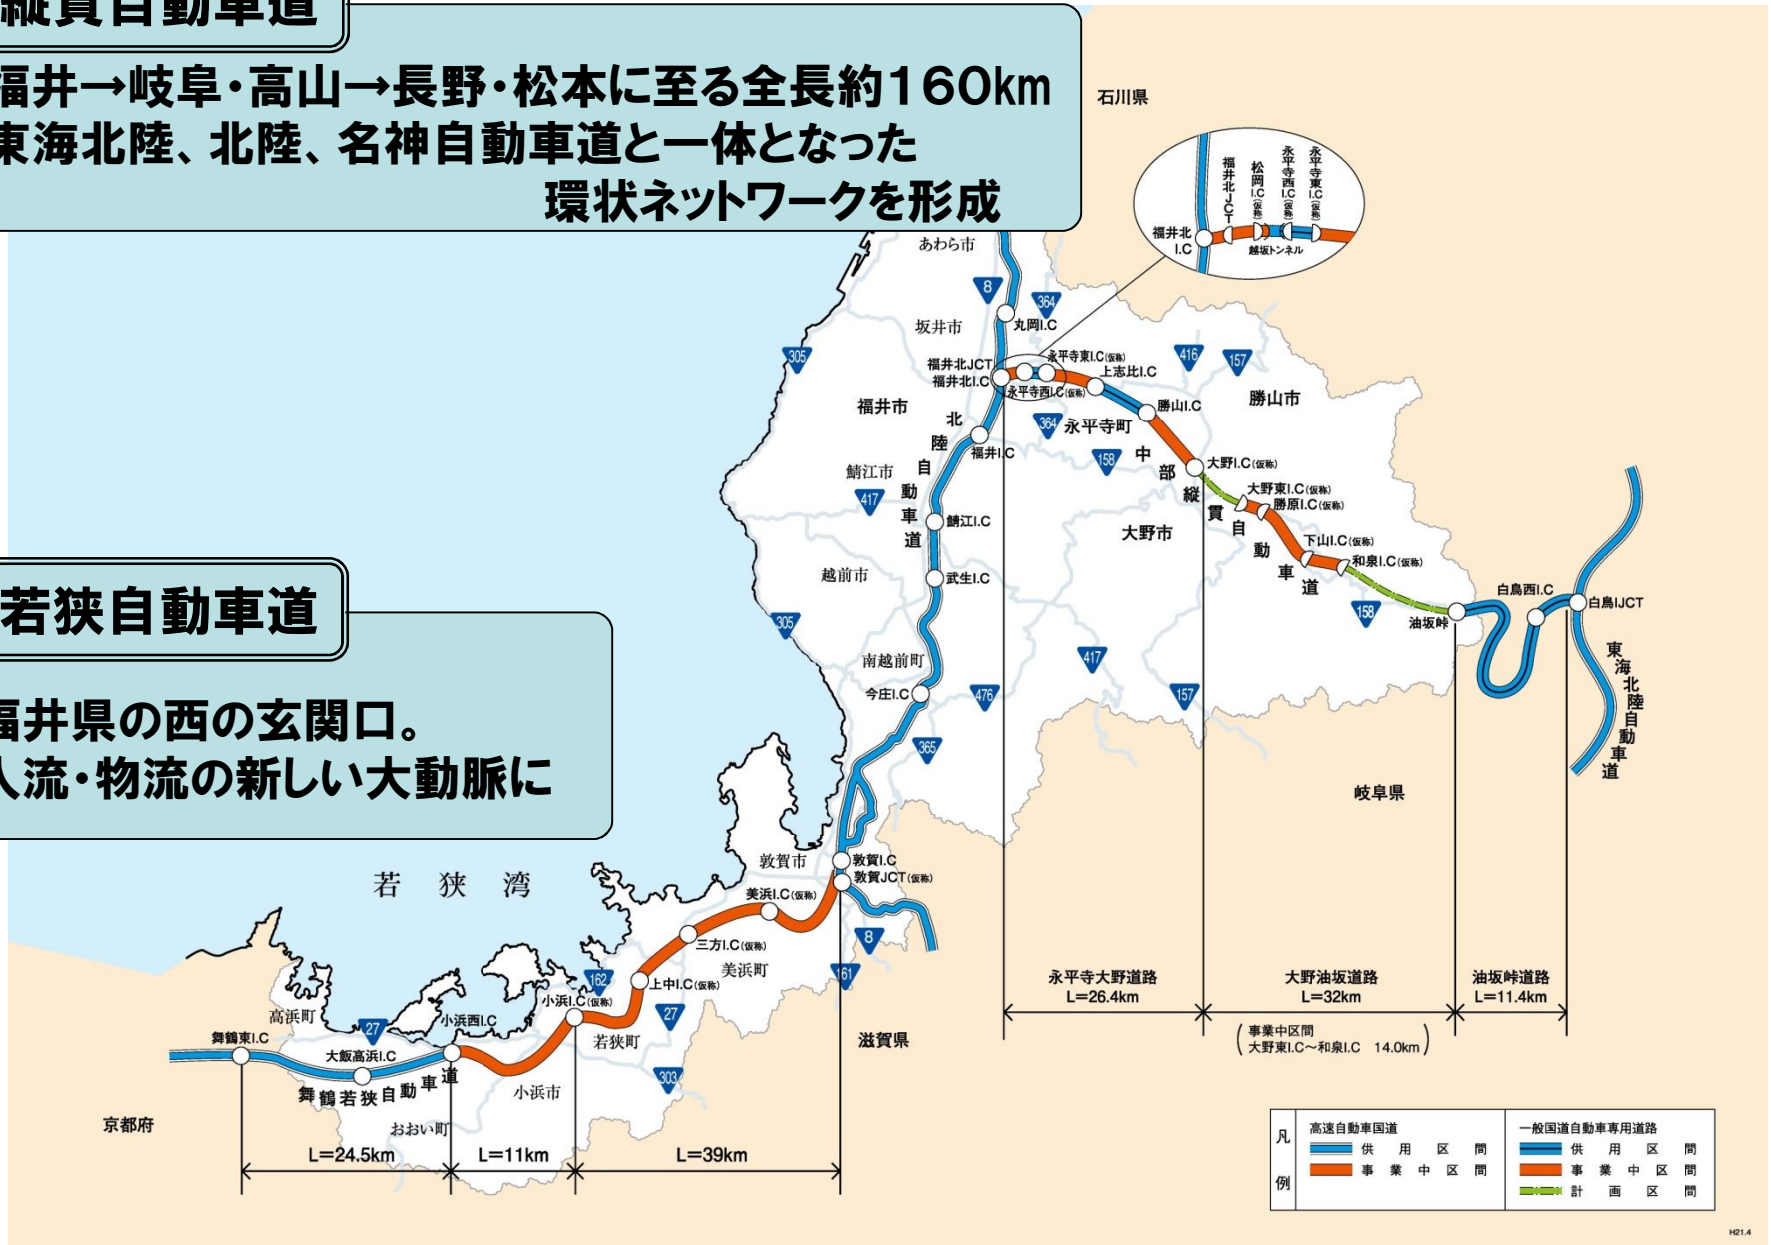 縦貫自動車道
福井→岐阜・高山→長野・松本に至る全長約160km
東海北陸、北陸、名神自動車道と一体となった
環状ネットワークを形成
若狭自動車道
福井県の西の玄関口。
人流・物流の新しい大動脈に
石川県
福井北JCT
松岡I.C(仮称)
永平寺西I.C(仮称)
永平寺東I.C(仮称)
福井北
I.C
越坂トンネル
あわら市
8
364
丸岡I.C
坂井市
305
福井北JCT
福井北I.C
永平寺東I.C(仮称)
永平寺西I.C(仮称)
上志比I.C
416
157
勝山I.C
勝山市
福井市
364
永平寺町
158
北陸自動車道
福井I.C
中部縦貫自動車道
大野I.C(仮称)
大野東I.C(仮称)
勝原I.C(仮称)
鯖江市
417
鯖江I.C
大野市
下山I.C(仮称)
和泉I.C(仮称)
越前市
武生I.C
158
油坂峠
白鳥西I.C
白鳥IJCT
東海北陸自動車道
305
南越前町
今庄I.C
476
417
157
365
岐阜県
若狭湾
敦賀市
敦賀I.C
敦賀JCT(仮称)
美浜I.C(仮称)
三方I.C(仮称)
美浜町
8
161
162
上中I.C(仮称)
小浜I.C(仮称)
27
若狭町
303
滋賀県
高浜町
27
小浜西I.C
舞鶴東I.C
大飯高浜I.C
舞鶴若狭自動車道
小浜市
おおい町
京都府
L=24.5km
L=11km
L=39km
永平寺大野道路
L=26.4km
大野油坂道路
L=32km
油坂峠道路
L=11.4km
(事業中区間
大野東I.C〜和泉I.C 14.0km)
凡例
高速自動車国道
供用区間
事業中区間
一般国道自動車専用道路
供用区間
事業中区間
計画区間
H21.4